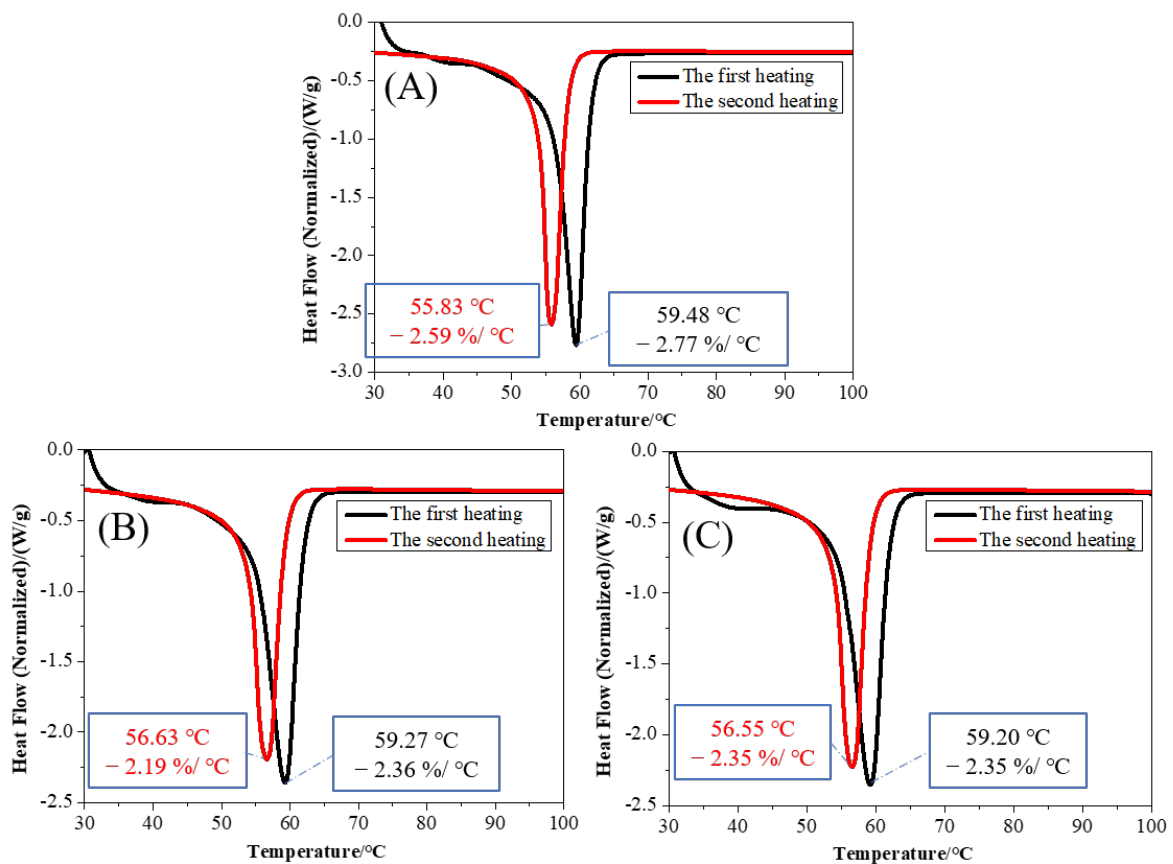 Heat Flow (Normalized)/(W/g)
0.0
-0.5
-1.0
-1.5
-2.0
-2.5
-3.0
(A)
The first heating
The second heating
55.83 °C
− 2.59 %/ °C
59.48 °C
− 2.77 %/ °C
30 40 50 60 70 80 90 100
Temperature/°C
Heat Flow (Normalized)/(W/g)
0.0
-0.5
-1.0
-1.5
-2.0
-2.5
(B)
The first heating
The second heating
56.63 °C
− 2.19 %/ °C
59.27 °C
− 2.36 %/ °C
30 40 50 60 70 80 90 100
Temperature/°C
Heat Flow (Normalized)/(W/g)
0.0
-0.5
-1.0
-1.5
-2.0
-2.5
(C)
The first heating
The second heating
56.55 °C
− 2.35 %/ °C
59.20 °C
− 2.35 %/ °C
30 40 50 60 70 80 90 100
Temperature/°C